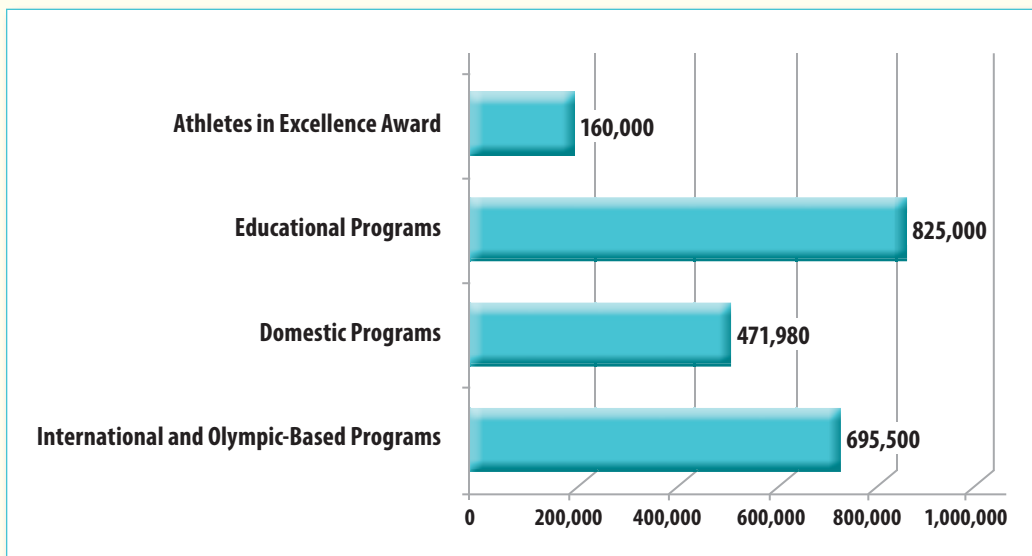 Athletes in Excellence Award
160,000
Educational Programs
825,000
Domestic Programs
471,980
International and Olympic-Based Programs
695,500
0 200,000 400,000 600,000 800,000 1,000,000